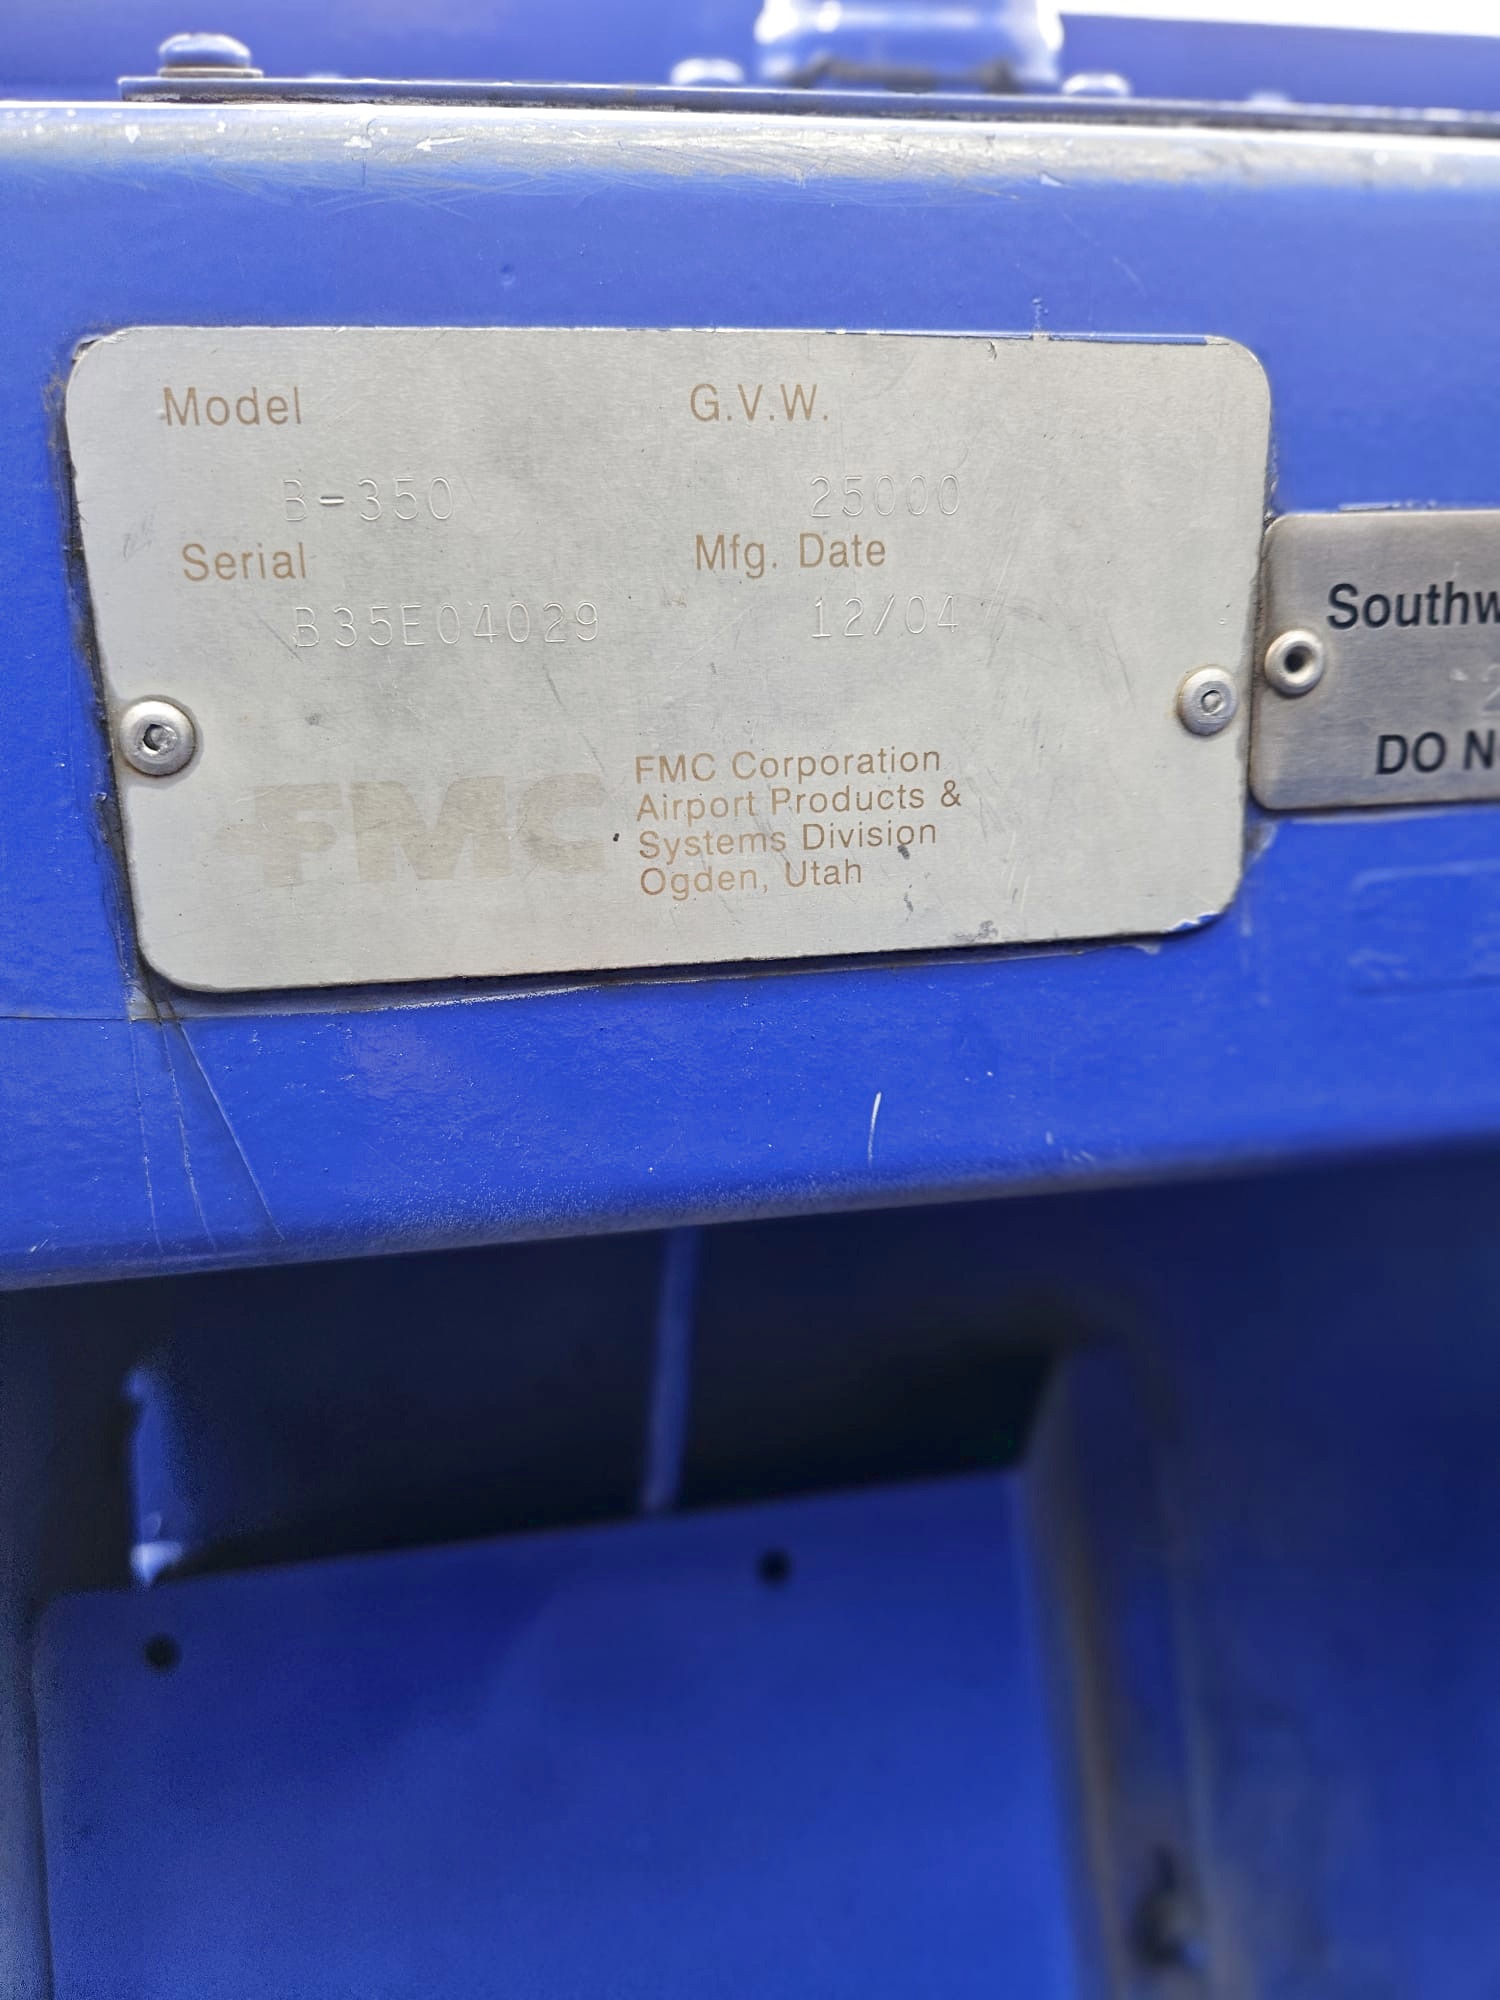 Model G.V.W.
B-350 25000
Serial Mfg. Date
B35E04029 12/04
FMC
FMC Corporation
Airport Products &
Systems Division
Ogden, Utah
Southw
DO N